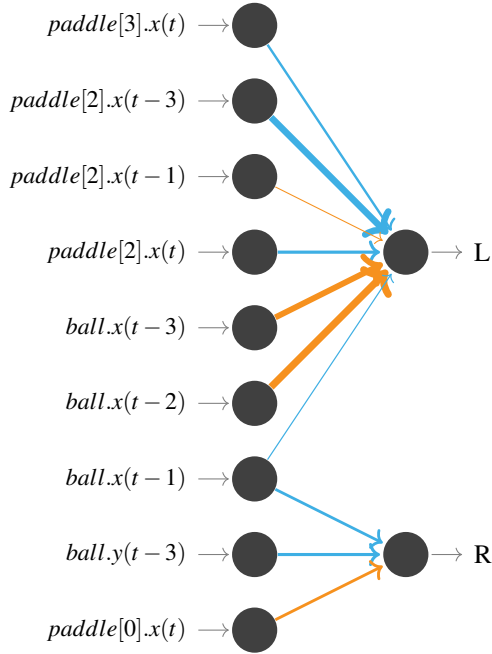 paddle[3].x(t)
paddle[2].x(t − 3)
paddle[2].x(t − 1)
paddle[2].x(t)
L
ball.x(t − 3)
ball.x(t − 2)
ball.x(t − 1)
ball.y(t − 3)
R
paddle[0].x(t)